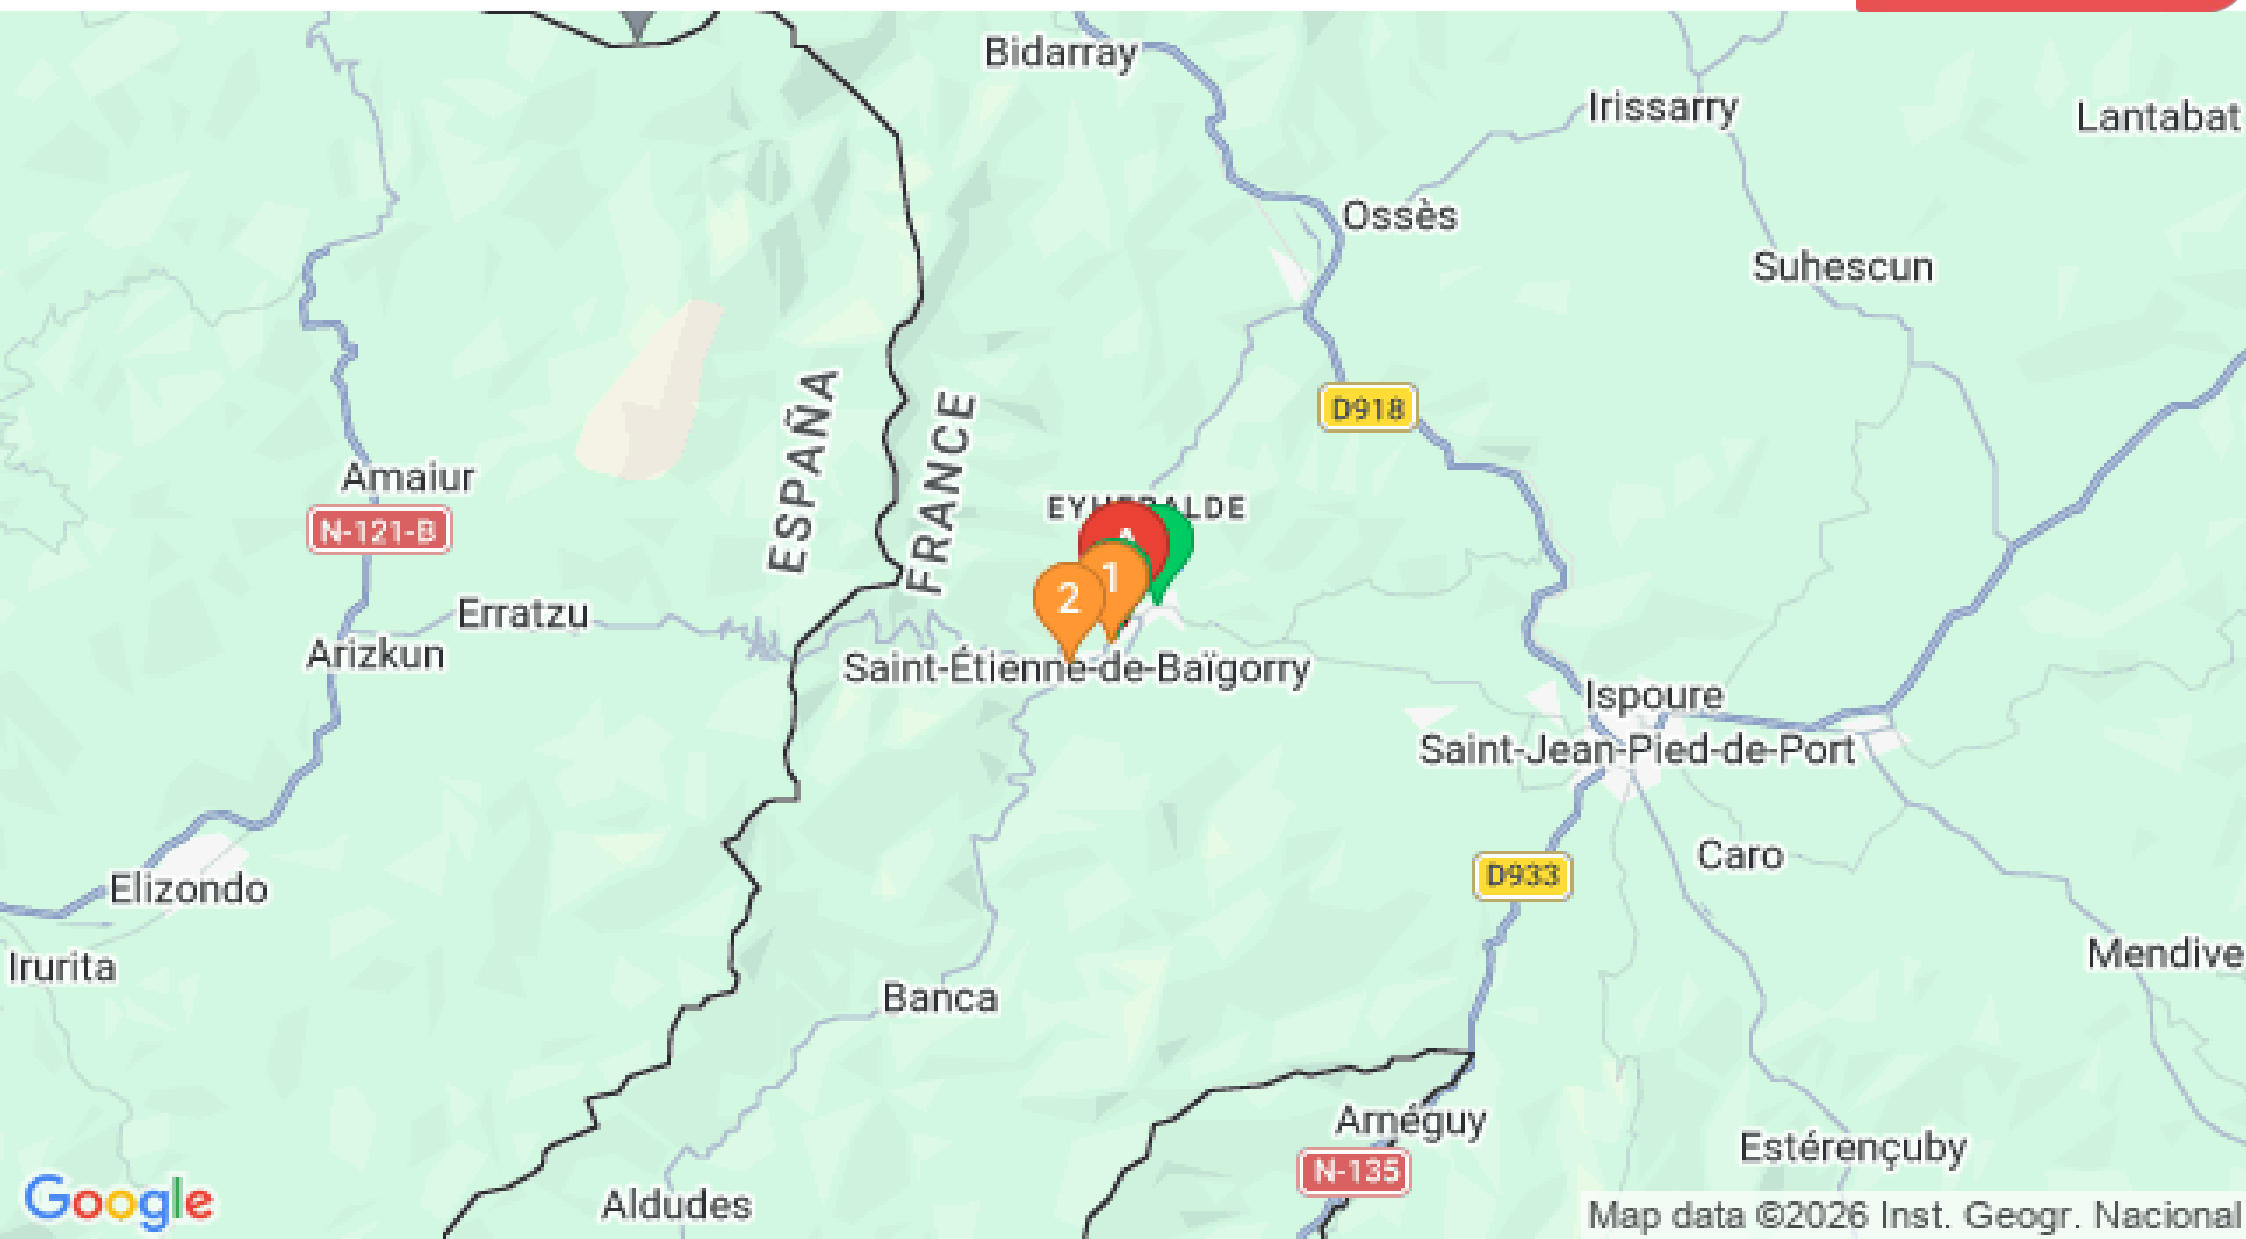 Bidarray
Irissarry
Lantabat
Ossès
Suhescun
ESPAÑA
FRANCE
D918
Amaiur
N-121-B
Erratzu
Arizkun
1
2
Saint-Étienne-de-Baïgorry
Ispoure
Saint-Jean-Pied-de-Port
D933
Caro
Elizondo
Irurita
Mendive
Banca
Arnéguy
N-135
Estérençuby
Aldudes
Google
Map data ©2026 Inst. Geogr. Nacional